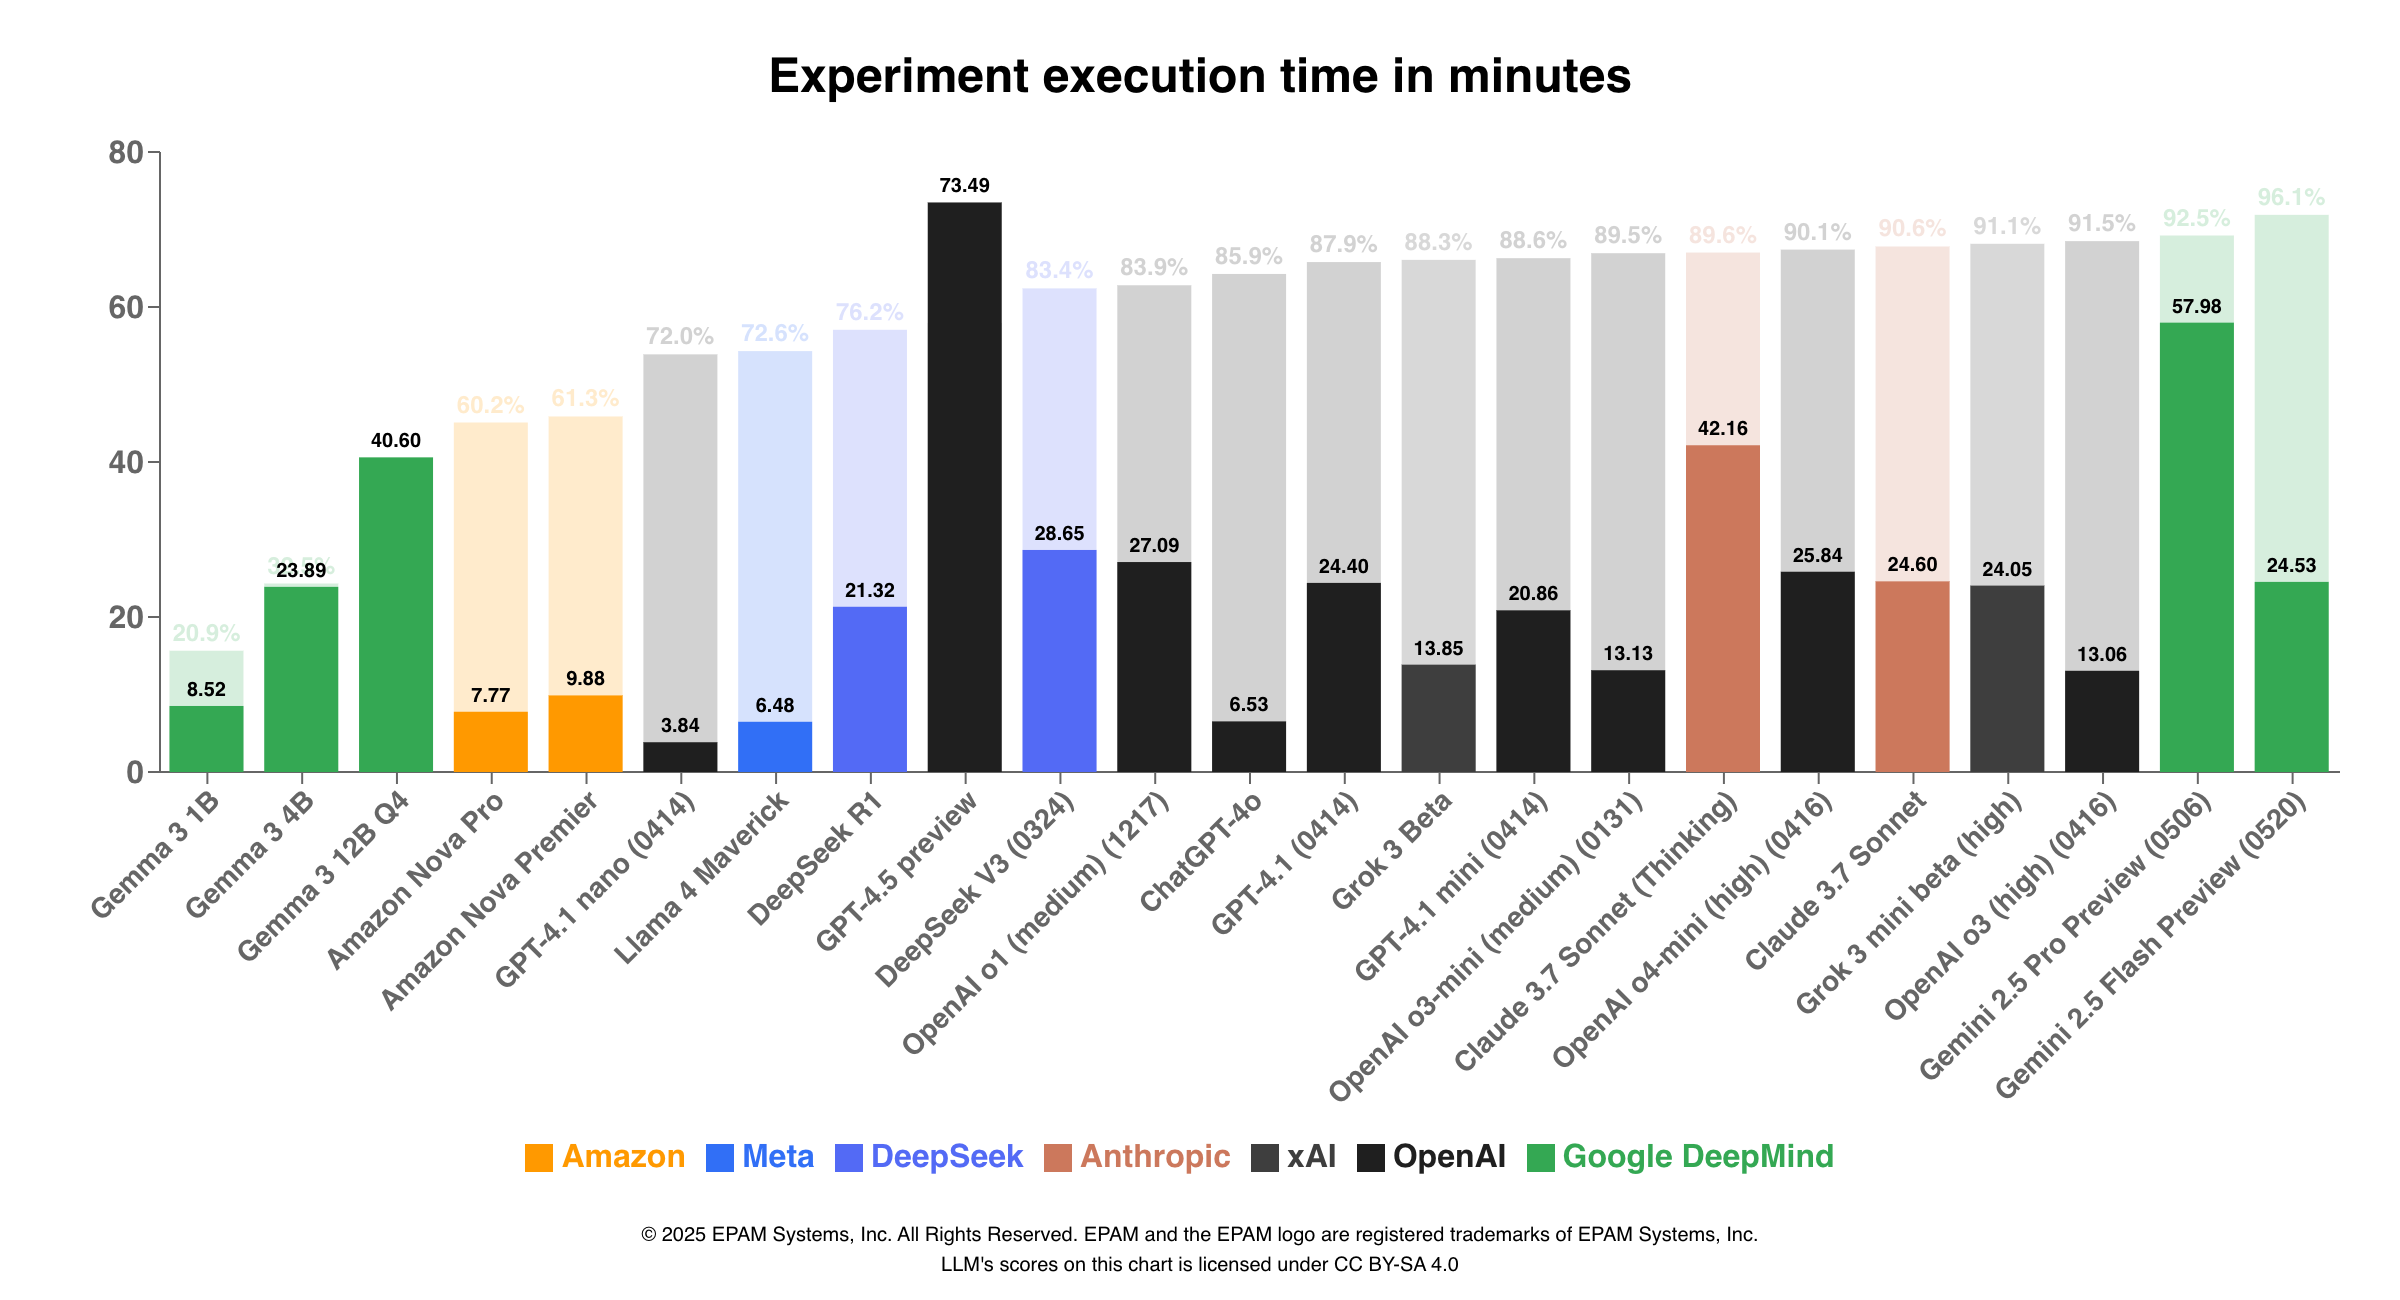 Experiment execution time in minutes
80
60
40
20
0
20.9%
8.52
23.89
40.60
60.2%
7.77
61.3%
9.88
72.0%
3.84
72.6%
6.48
76.2%
21.32
73.49
83.4%
28.65
83.9%
27.09
85.9%
6.53
87.9%
24.40
88.3%
13.85
88.6%
20.86
89.5%
13.13
89.6%
42.16
90.1%
25.84
90.6%
24.60
91.1%
24.05
91.5%
13.06
92.5%
57.98
96.1%
24.53
Gemma 3 1B
Gemma 3 4B
Gemma 3 12B Q4
Amazon Nova Pro
Amazon Nova Premier
GPT-4.1 nano (0414)
Llama 4 Maverick
DeepSeek R1
GPT-4.5 preview
DeepSeek V3 (0324)
OpenAI o1 (medium) (1217)
ChatGPT-4o
GPT-4.1 (0414)
Grok 3 Beta
GPT-4.1 mini (0414)
OpenAI o3-mini (medium) (0131)
Claude 3.7 Sonnet (Thinking)
OpenAI o4-mini (high) (0416)
Claude 3.7 Sonnet
Grok 3 mini beta (high)
OpenAI o3 (high) (0416)
Gemini 2.5 Pro Preview (0506)
Gemini 2.5 Flash Preview (0520)
Amazon Meta DeepSeek Anthropic xAI OpenAI Google DeepMind
© 2025 EPAM Systems, Inc. All Rights Reserved. EPAM and the EPAM logo are registered trademarks of EPAM Systems, Inc.
LLM's scores on this chart is licensed under CC BY-SA 4.0